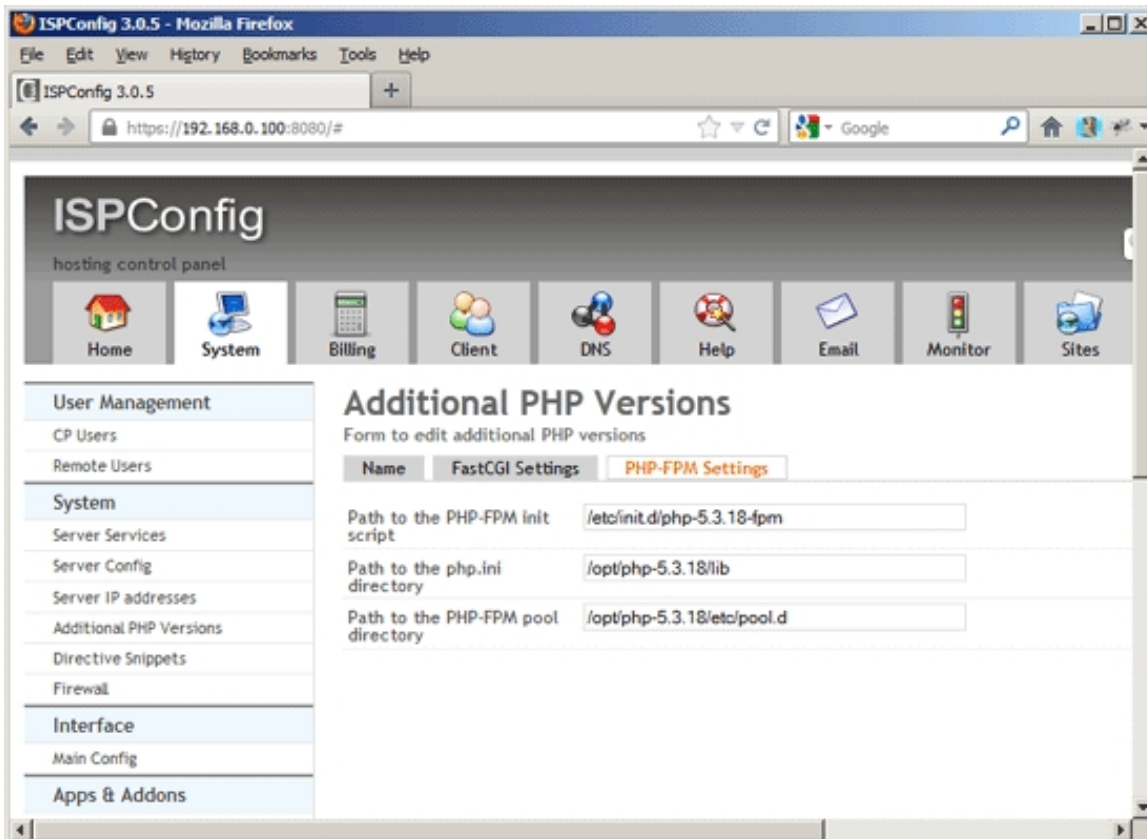 ISPConfig 3.0.5 - Mozilla Firefox
File Edit View History Bookmarks Tools Help
ISPConfig 3.0.5 +
https://192.168.0.100:8080/# Google
ISPConfig
hosting control panel
Home System Billing Client DNS Help Email Monitor Sites
User Management
CP Users
Remote Users
System
Server Services
Server Config
Server IP addresses
Additional PHP Versions
Directive Snippets
Firewall
Interface
Main Config
Apps & Addons
Additional PHP Versions
Form to edit additional PHP versions
Name FastCGI Settings PHP-FPM Settings
Path to the PHP-FPM init /etc/init.d/php-5.3.18-fpm
script
Path to the php.ini /opt/php-5.3.18/lib
directory
Path to the PHP-FPM pool /opt/php-5.3.18/etc/pool.d
directory